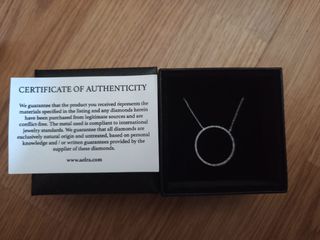 CERTIFICATE OF AUTHENTICITY
We guarantee that the product you received represents the
materials specified in the listing and any diamonds herein
have been purchased from legitimate sources and are
conflict-free. The metal used is compliant to international
jewelry standards. We guarantee that all diamonds are
exclusively of natural origin and untreated, based on personal
knowledge and / or written guarantees provided by the
supplier of these diamonds.